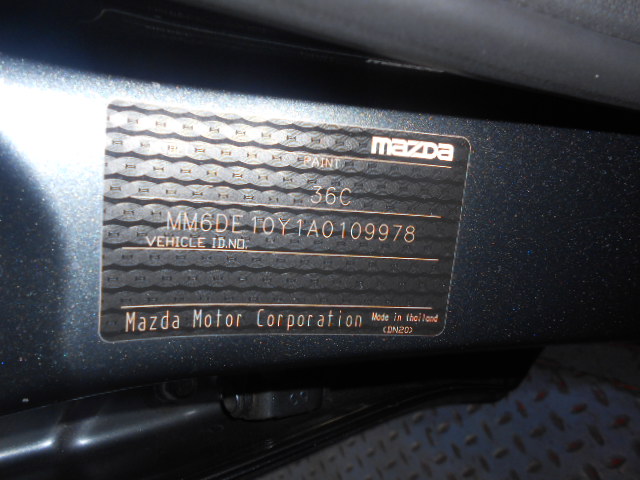 mazda
PAINT
36C
MM6DE10Y1A0109978
VEHICLE ID.NO.
Mazda Motor Corporation
Made in thailand
(DN20)